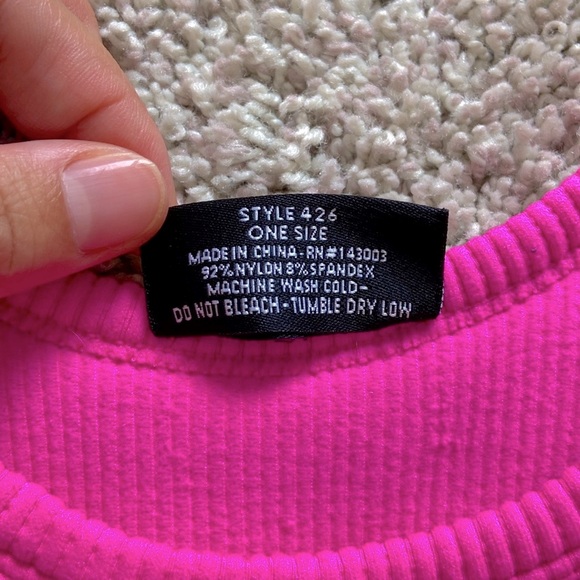 STYLE 426
ONE SIZE
MADE IN CHINA-RN#143003
92%NYLON 8%SPANDEX
MACHINE WASH COLD-
DO NOT BLEACH-TUMBLE DRY LOW